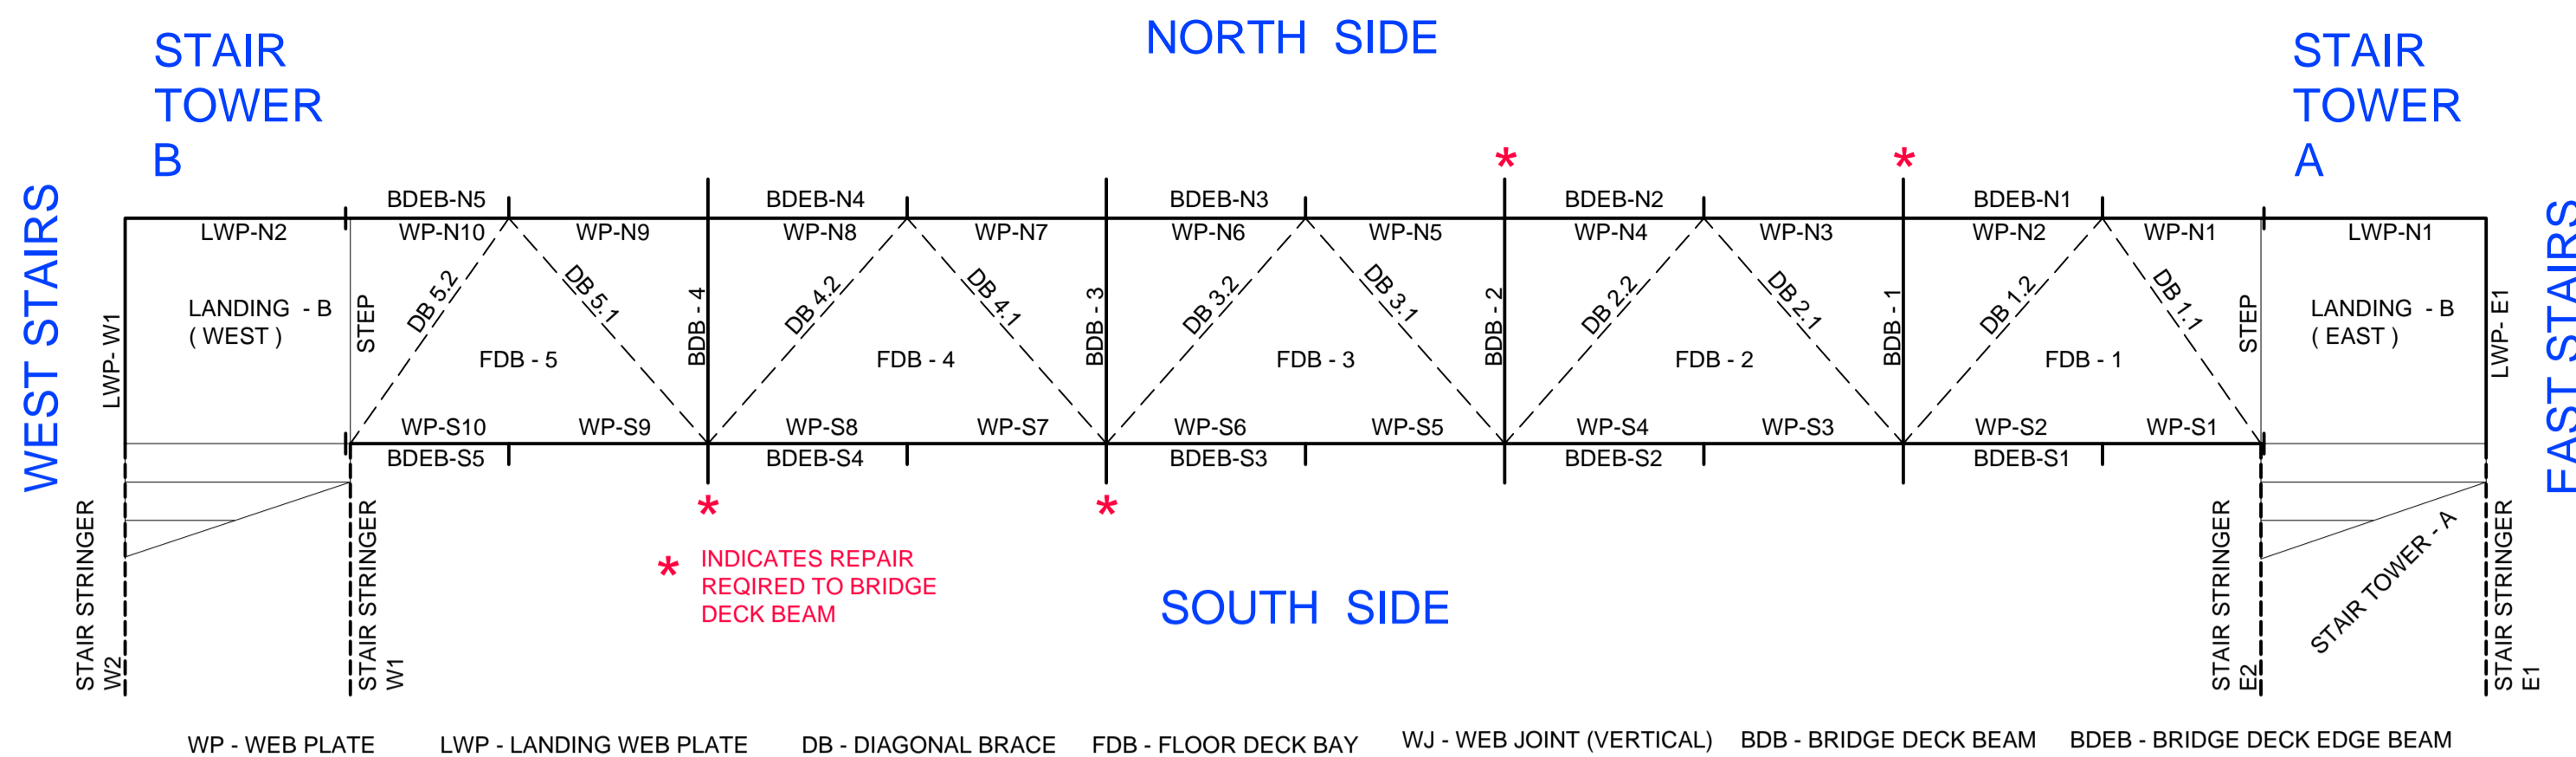 NORTH SIDE
STAIR
TOWER
B
STAIR
TOWER
A
WEST STAIRS
EAST STAIRS
BDEB-N5
BDEB-N4
BDEB-N3
BDEB-N2
BDEB-N1
LWP-N2
WP-N10
WP-N9
WP-N8
WP-N7
WP-N6
WP-N5
WP-N4
WP-N3
WP-N2
WP-N1
LWP-N1
LWP- W1
LANDING - B
( WEST )
STEP
DB 5.2
DB 5.1
BDB - 4
DB 4.2
DB 4.1
BDB - 3
DB 3.2
DB 3.1
BDB - 2
DB 2.2
DB 2.1
BDB - 1
DB 1.2
DB 1.1
STEP
LANDING - B
( EAST )
LWP- E1
FDB - 5
FDB - 4
FDB - 3
FDB - 2
FDB - 1
WP-S10
WP-S9
WP-S8
WP-S7
WP-S6
WP-S5
WP-S4
WP-S3
WP-S2
WP-S1
BDEB-S5
BDEB-S4
BDEB-S3
BDEB-S2
BDEB-S1
STAIR STRINGER
W2
STAIR STRINGER
W1
* INDICATES REPAIR
REQIRED TO BRIDGE
DECK BEAM
SOUTH SIDE
STAIR STRINGER
E2
STAIR TOWER - A
STAIR STRINGER
E1
WP - WEB PLATE
LWP - LANDING WEB PLATE
DB - DIAGONAL BRACE
FDB - FLOOR DECK BAY
WJ - WEB JOINT (VERTICAL)
BDB - BRIDGE DECK BEAM
BDEB - BRIDGE DECK EDGE BEAM